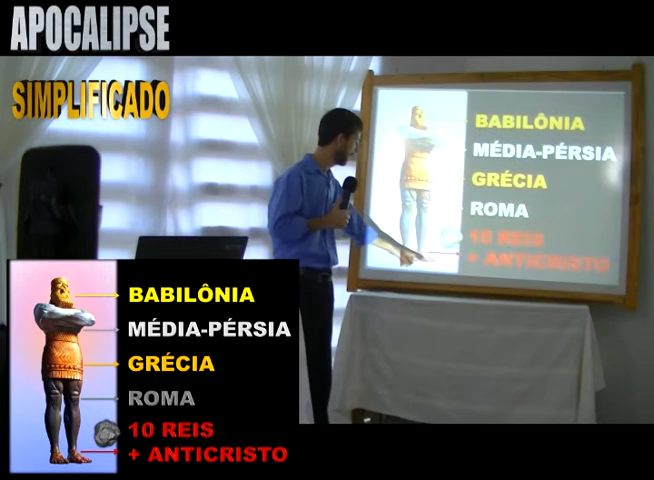 APOCALIPSE
SIMPLIFICADO
BABILÔNIA
MÉDIA-PÉRSIA
GRÉCIA
ROMA
10 REIS
+ ANTICRISTO
BABILÔNIA
MÉDIA-PÉRSIA
GRÉCIA
ROMA
10 REIS
+ ANTICRISTO